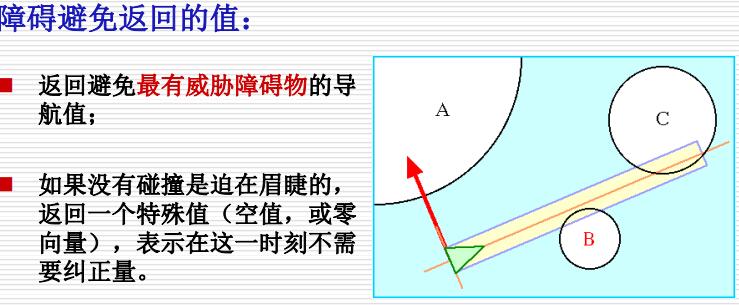 障碍避免返回的值：
返回避免最有威胁障碍物的导
航值；
如果没有碰撞是迫在眉睫的，
返回一个特殊值（空值，或零
向量），表示在这一时刻不需
要纠正量。
A
C
B